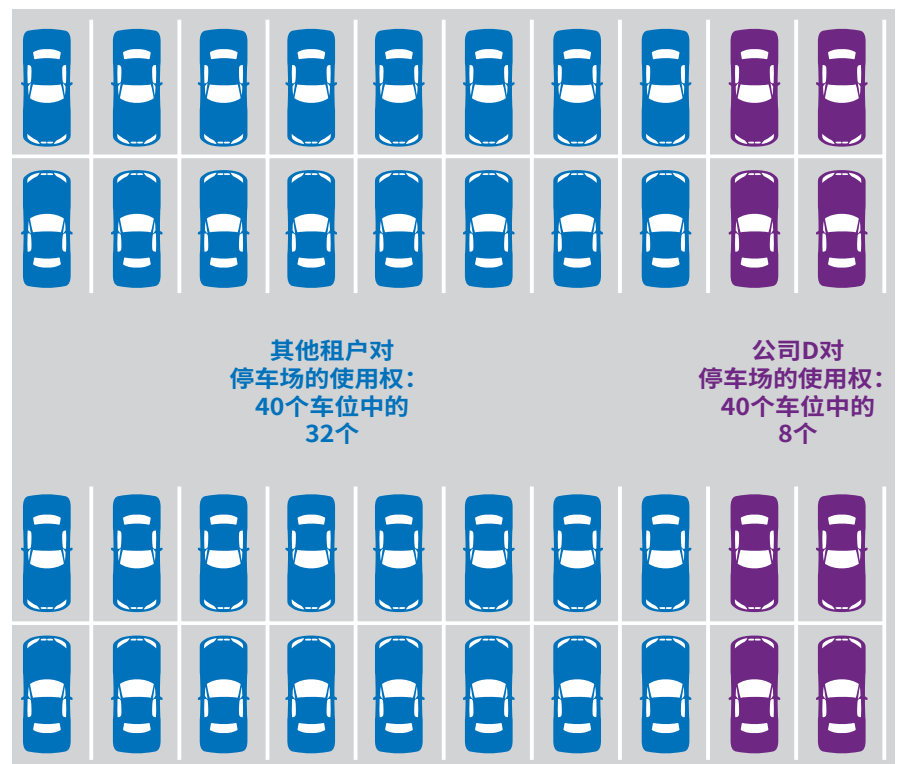 其他租户对
停车场的使用权：
40个车位中的
32个
公司D对
停车场的使用权：
40个车位中的
8个